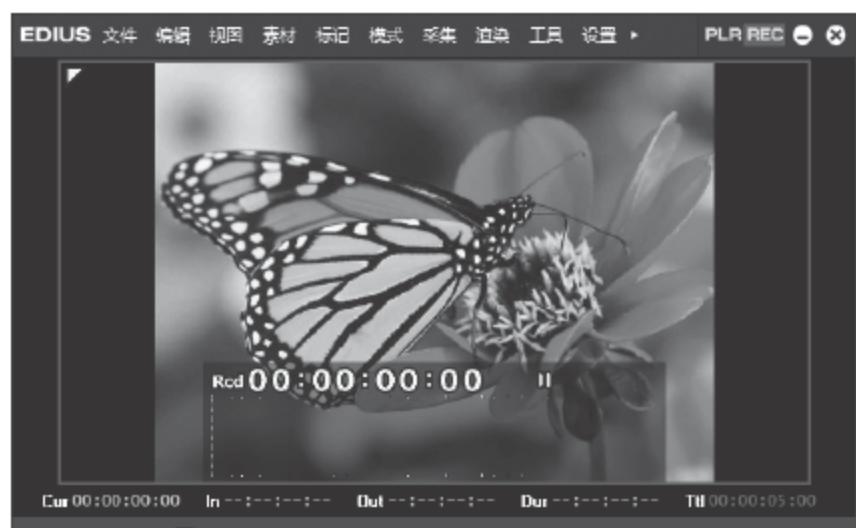 EDIUS 文件 编辑 视图 素材 标记 模式 采集 渲染 工具 设置 PLR REC
Rcd 00:00:00:00
Cur 00:00:00:00 In --:--:--:-- Out --:--:--:-- Dur --:--:--:-- Ttl 00:00:05:00